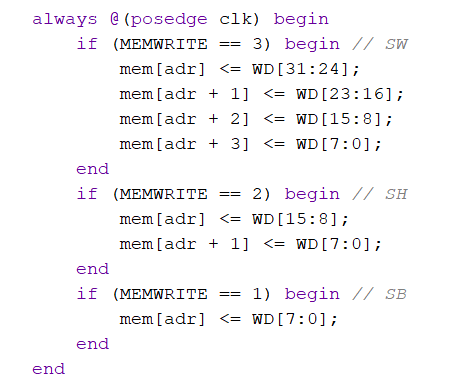 always @(posedge clk) begin
if (MEMWRITE == 3) begin // SW
mem[adr] <= WD[31:24];
mem[adr + 1] <= WD[23:16];
mem[adr + 2] <= WD[15:8];
mem[adr + 3] <= WD[7:0];
end
if (MEMWRITE == 2) begin // SH
mem[adr] <= WD[15:8];
mem[adr + 1] <= WD[7:0];
end
if (MEMWRITE == 1) begin // SB
mem[adr] <= WD[7:0];
end
end